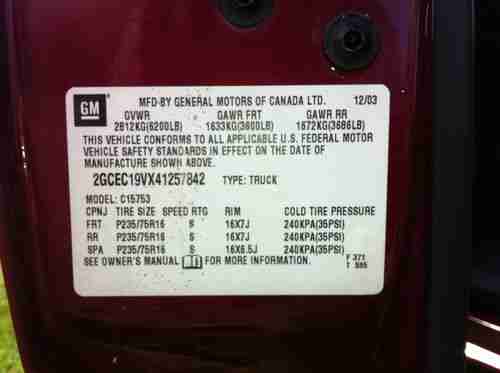 GM MFD-BY GENERAL MOTORS OF CANADA LTD. 12/03
GVWR GAWR FRT GAWR RR
2812KG(6200LB) 1633KG(3600LB) 1672KG(3686LB)
THIS VEHICLE CONFORMS TO ALL APPLICABLE U.S. FEDERAL MOTOR
VEHICLE SAFETY STANDARDS IN EFFECT ON THE DATE OF
MANUFACTURE SHOWN ABOVE.
2GCEC19VX41257842 TYPE: TRUCK
MODEL: C15753
CPNJ TIRE SIZE SPEED RTG RIM COLD TIRE PRESSURE
FRT P235/75R16 S 16X7J 240KPA(35PSI)
RR P235/75R16 S 16X7J 240KPA(35PSI)
SPA P235/75R16 S 16X6.5J 240KPA(35PSI)
SEE OWNER'S MANUAL FOR MORE INFORMATION. F 371
T